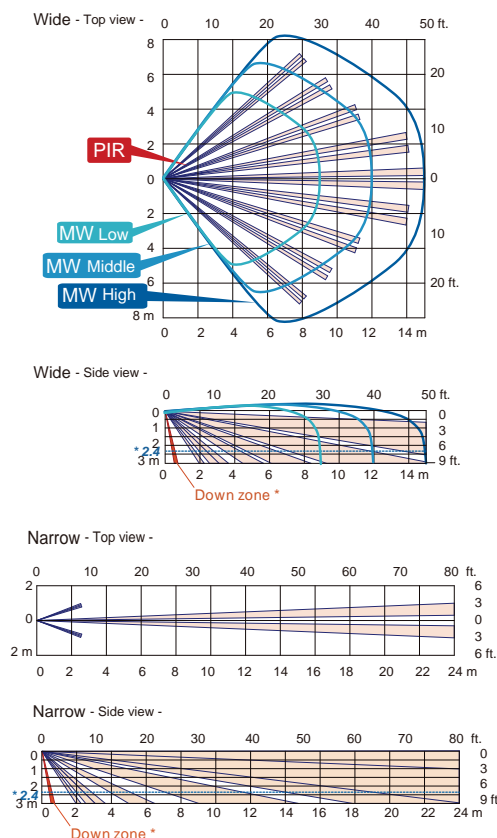 Wide - Top view -
0 10 20 30 40 50 ft.
8
6
4
2
0
2
4
6
8 m
20
10
0
10
20 ft.
PIR
MW Low
MW Middle
MW High
0 2 4 6 8 10 12 14 m
Wide - Side view -
0 10 20 30 40 50 ft.
0
1
2
* 2.4
3 m
0
3
6
9 ft.
0 2 4 6 8 10 12 14 m
Down zone *
Narrow - Top view -
0 10 20 30 40 50 60 70 80 ft.
2
0
2 m
6
3
0
3
6 ft.
0 2 4 6 8 10 12 14 16 18 20 22 24 m
Narrow - Side view -
0 10 20 30 40 50 60 70 80 ft.
0
1
2
* 2.4
3 m
0
3
6
9 ft
0 2 4 6 8 10 12 14 16 18 20 22 24 m
Down zone *